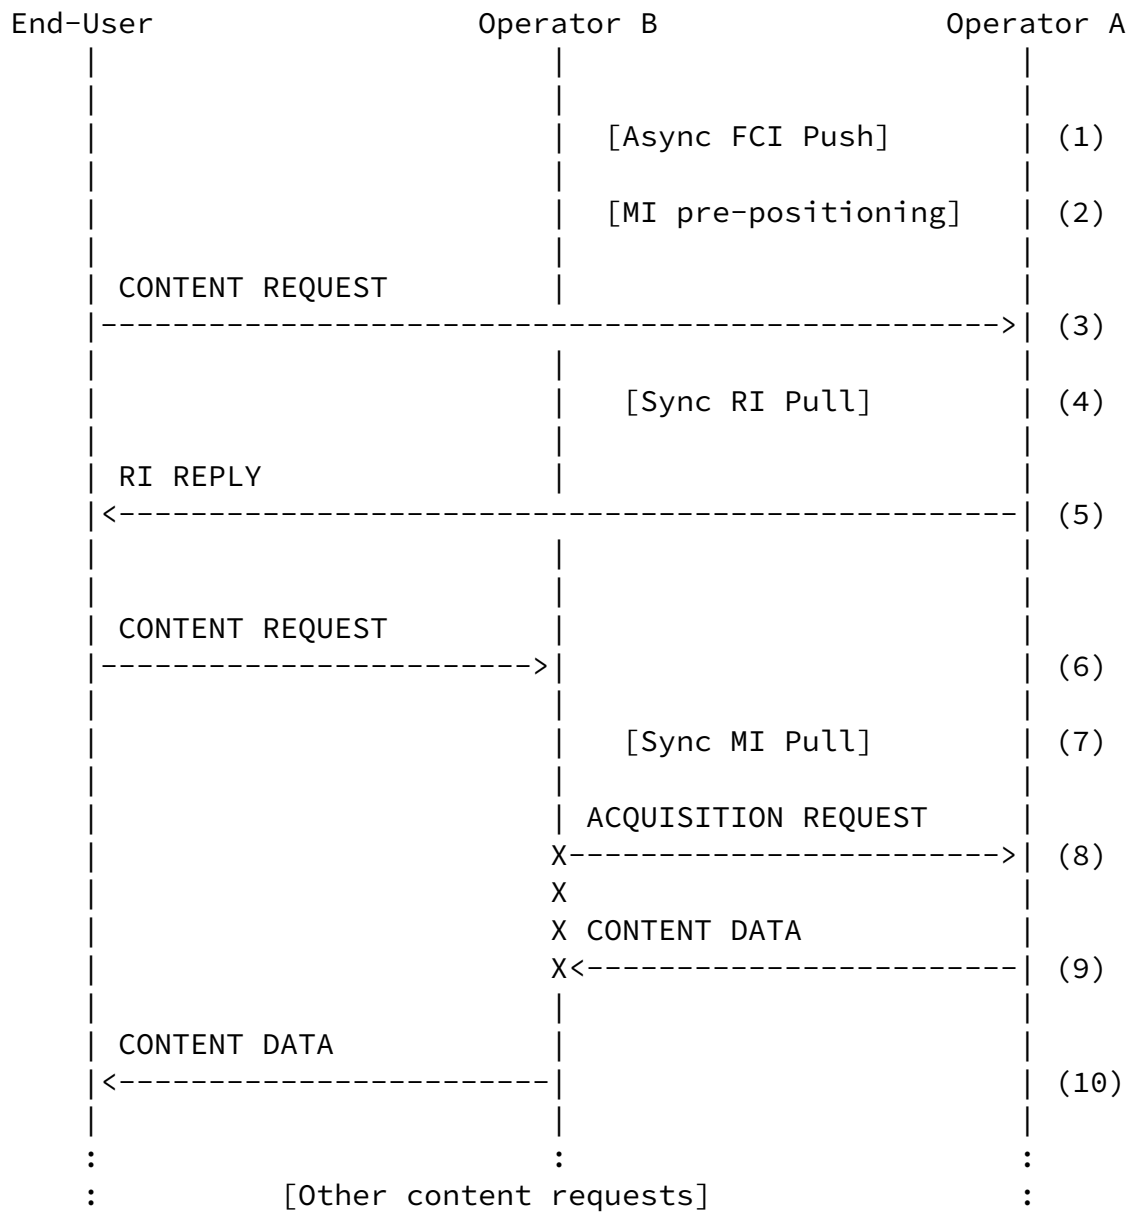 End-User Operator B Operator A
[Async FCI Push] (1)
[MI pre-positioning] (2)
CONTENT REQUEST
(3)
[Sync RI Pull] (4)
RI REPLY
(5)
CONTENT REQUEST
(6)
[Sync MI Pull] (7)
ACQUISITION REQUEST
X (8)
X
X CONTENT DATA
X (9)
CONTENT DATA
(10)
: : :
: [Other content requests] :